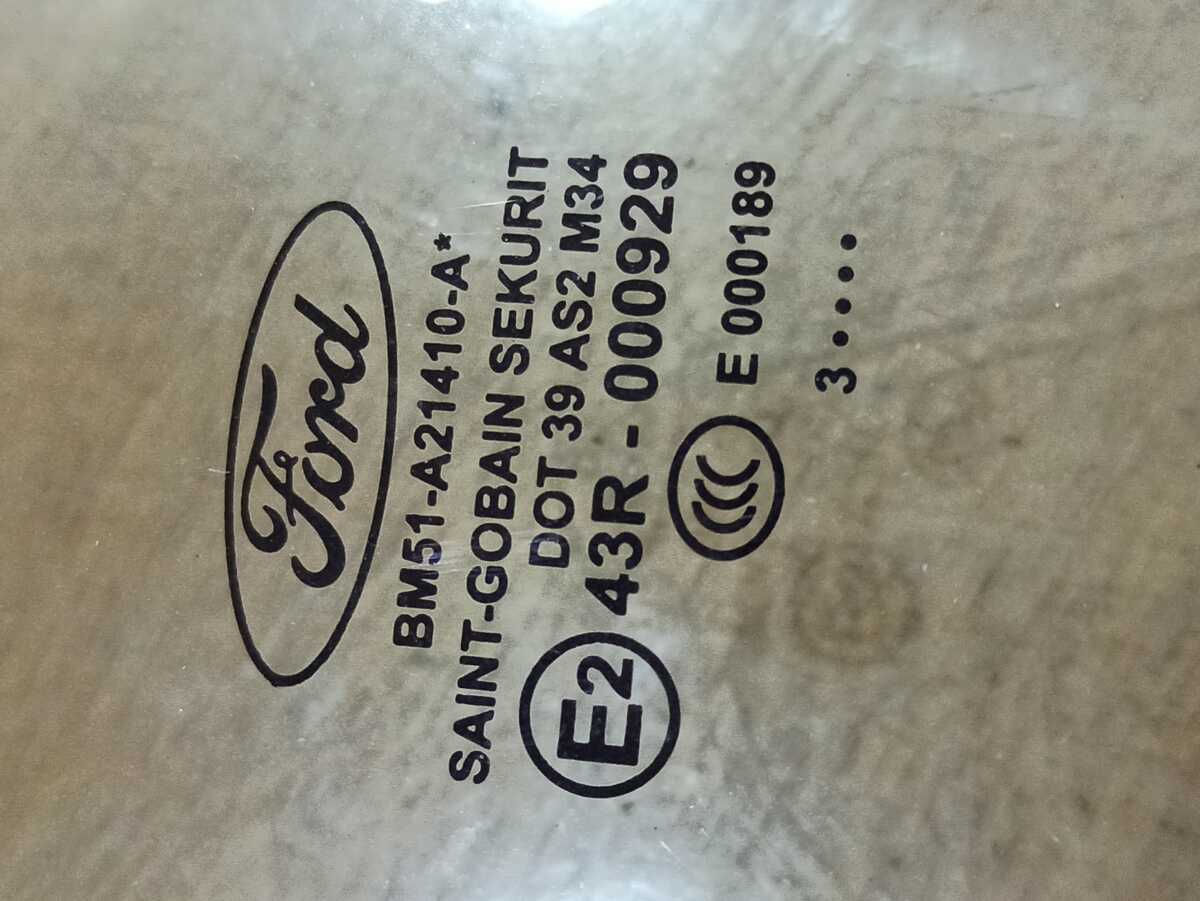 Ford
BM51-A21410-A*
SAINT-GOBAIN SEKURIT
DOT 39 AS2 M34
E2 43R - 000929
E 000189
3••••